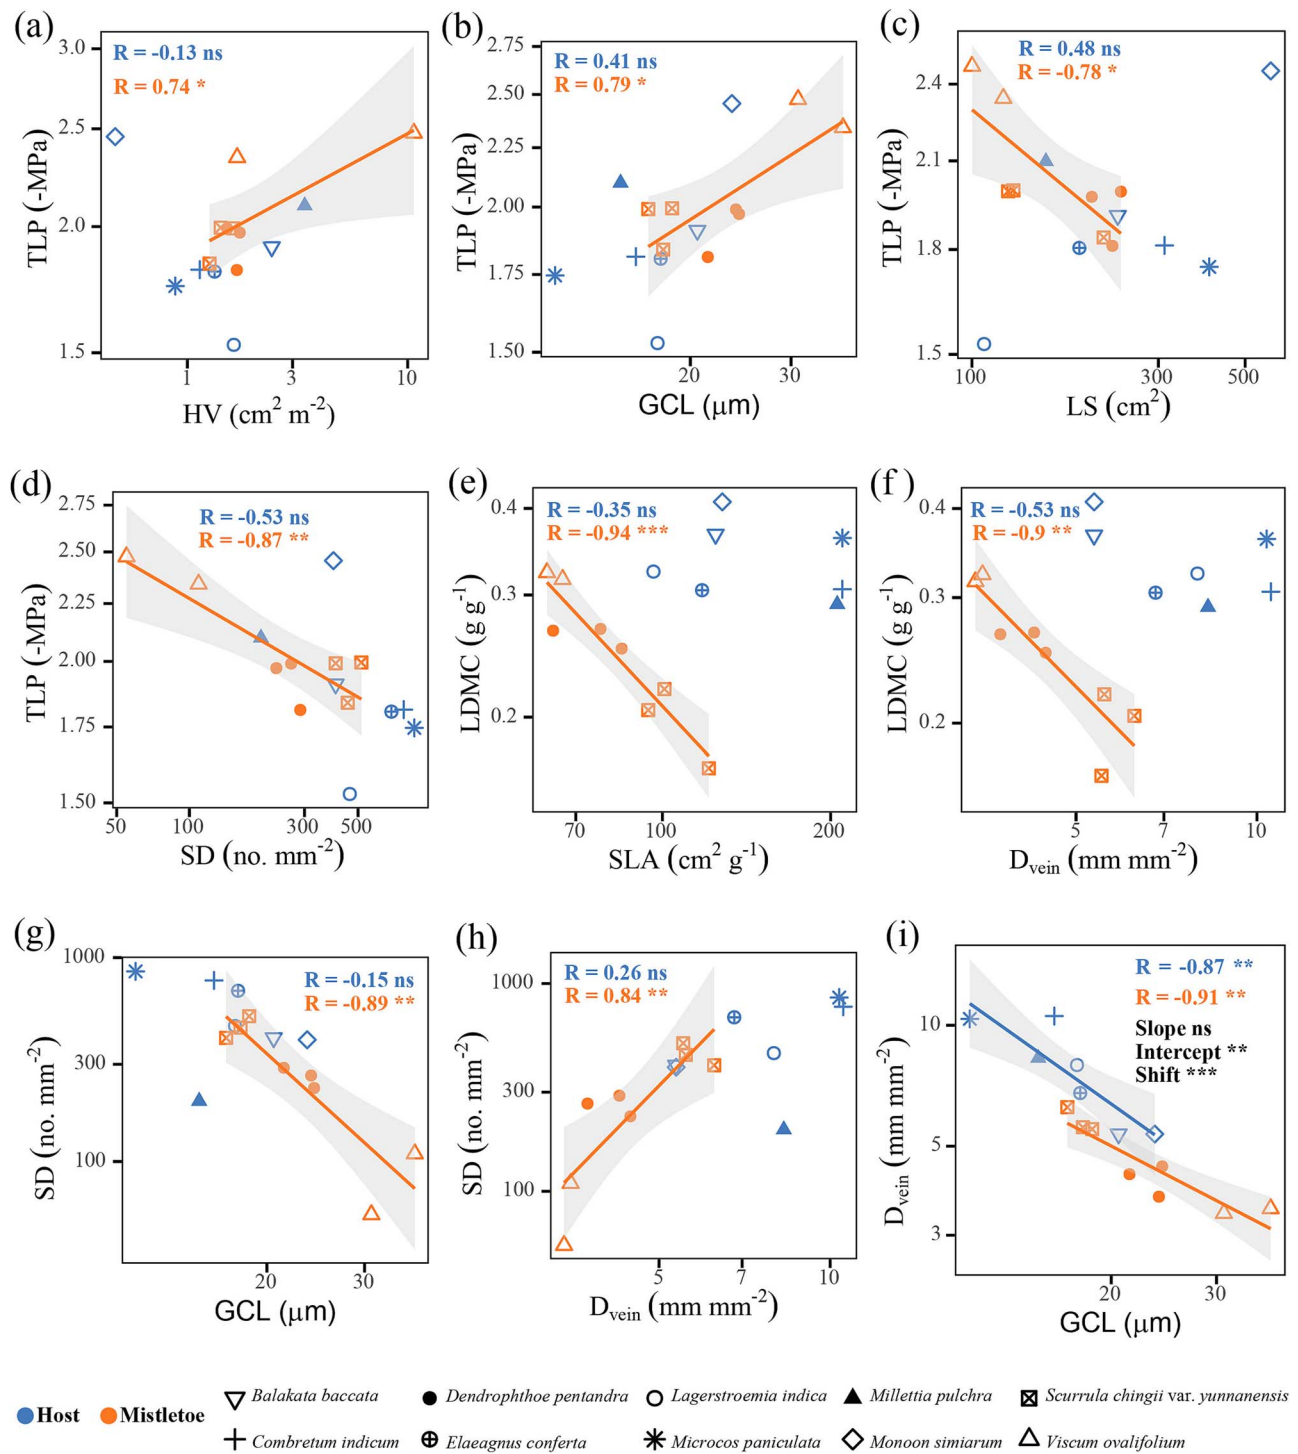 (a)
R = -0.13 ns
R = 0.74 *
3.0
2.5
2.0
1.5
TLP (-MPa)
1
3
10
HV (cm² m⁻²)
(b)
R = 0.41 ns
R = 0.79 *
2.75
2.50
2.25
2.00
1.75
1.50
TLP (-MPa)
20
30
GCL (μm)
(c)
R = 0.48 ns
R = -0.78 *
2.4
2.1
1.8
1.5
TLP (-MPa)
100
300
500
LS (cm²)
(d)
R = -0.53 ns
R = -0.87 **
2.75
2.50
2.25
2.00
1.75
1.50
TLP (-MPa)
50
100
300
500
SD (no. mm⁻²)
(e)
R = -0.35 ns
R = -0.94 ***
0.4
0.3
0.2
LDMC (g g⁻¹)
70
100
200
SLA (cm² g⁻¹)
(f)
R = -0.53 ns
R = -0.9 **
0.4
0.3
0.2
LDMC (g g⁻¹)
5
7
10
Dvein (mm mm⁻²)
(g)
R = -0.15 ns
R = -0.89 **
1000
300
100
SD (no. mm⁻²)
20
30
GCL (μm)
(h)
R = 0.26 ns
R = 0.84 **
1000
300
100
SD (no. mm⁻²)
5
7
10
Dvein (mm mm⁻²)
(i)
R = -0.87 **
R = -0.91 **
Slope ns
Intercept **
Shift ***
10
5
3
Dvein (mm mm⁻²)
20
30
GCL (μm)
Host
Mistletoe
Balakata baccata
Dendrophthoe pentandra
Lagerstroemia indica
Millettia pulchra
Scurrula chingii var. yunnanensis
Combretum indicum
Elaeagnus conferta
Microcos paniculata
Monoon simiarum
Viscum ovalifolium